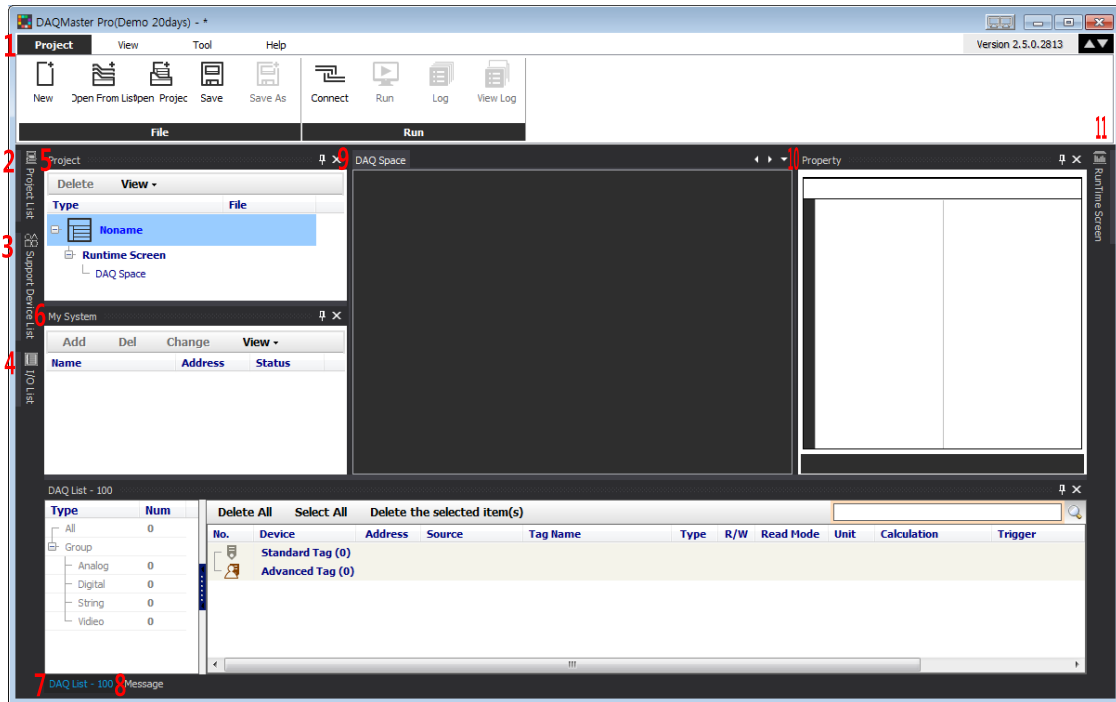 DAQMaster Pro(Demo 20days) - *
1 Project View Tool Help Version 2.5.0.2813
New Open From List Open Projec Save Save As Connect Run Log View Log
File Run
11
2 Project List
3 Support Device List
4 I/O List
5 Project
Delete View
Type File
Noname
Runtime Screen
DAQ Space
6 My System
Add Del Change View
Name Address Status
9 DAQ Space
10 Property
RunTime Screen
DAQ List - 100
Type Num
All 0
Group
Analog 0
Digital 0
String 0
Vidieo 0
Delete All Select All Delete the selected item(s)
No. Device Address Source Tag Name Type R/W Read Mode Unit Calculation Trigger
Standard Tag (0)
Advanced Tag (0)
7 DAQ List - 100 8 Message